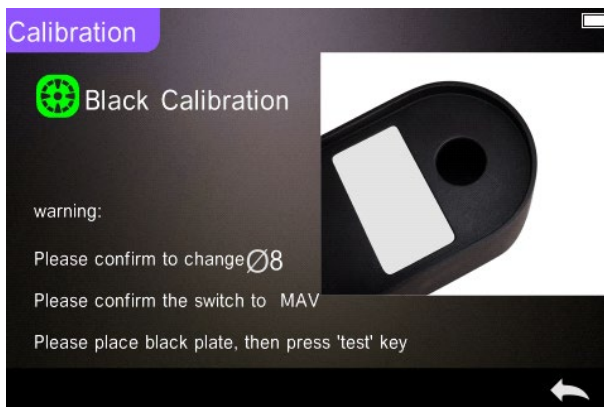 Calibration
Black Calibration
warning:
Please confirm to change∅8
Please confirm the switch to MAV
Please place black plate, then press 'test' key